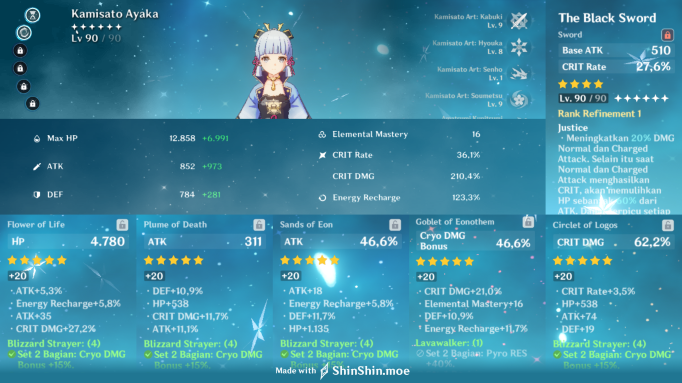 Kamisato Ayaka
Lv 90 / 90
Kamisato Art: Kabuki
Lv. 9
Kamisato Art: Hyouka
Lv. 8
Kamisato Art: Senho
Lv. 1
Kamisato Art: Soumetsu
Lv. 9
Max HP 12.858 +6.991
ATK 852 +973
DEF 784 +281
Elemental Mastery 16
CRIT Rate 36,1%
CRIT DMG 210,4%
Energy Recharge 123,3%
The Black Sword
Sword
Base ATK 510
CRIT Rate 27,6%
Lv. 90 / 90
Rank Refinement 1
Justice
· Meningkatkan 20% DMG
Normal dan Charged
Attack. Selain itu saat
Normal dan Charged
Attack menghasilkan
CRIT, akan memulihkan
HP sebanyak 60% dari
ATK. Dapat terpicu setiap
Flower of Life
HP 4.780
+20
· ATK+5,3%
· Energy Recharge+5,8%
· ATK+35
· CRIT DMG+27,2%
Blizzard Strayer: (4)
Set 2 Bagian: Cryo DMG
Bonus +15%
Plume of Death
ATK 311
+20
· DEF+10,9%
· HP+538
· CRIT DMG+11,7%
· ATK+11,1%
Blizzard Strayer: (4)
Set 2 Bagian: Cryo DMG
Bonus +15%
Sands of Eon
ATK 46,6%
+20
· ATK+18
· Energy Recharge+5,8%
· DEF+11,7%
· HP+1.135
Blizzard Strayer: (4)
Set 2 Bagian: Cryo DMG
Bonus +15%
Goblet of Eonothem
Cryo DMG
Bonus 46,6%
+20
· CRIT DMG+21,0%
· Elemental Mastery+16
· DEF+10,9%
· Energy Recharge+11,7%
Lavawalker: (1)
Set 2 Bagian: Pyro RES
+40%
Circlet of Logos
CRIT DMG 62,2%
+20
· CRIT Rate+3,5%
· HP+538
· ATK+74
· DEF+19
Blizzard Strayer: (4)
Set 2 Bagian: Cryo DMG
Bonus +15%
Made with ShinShin.moe